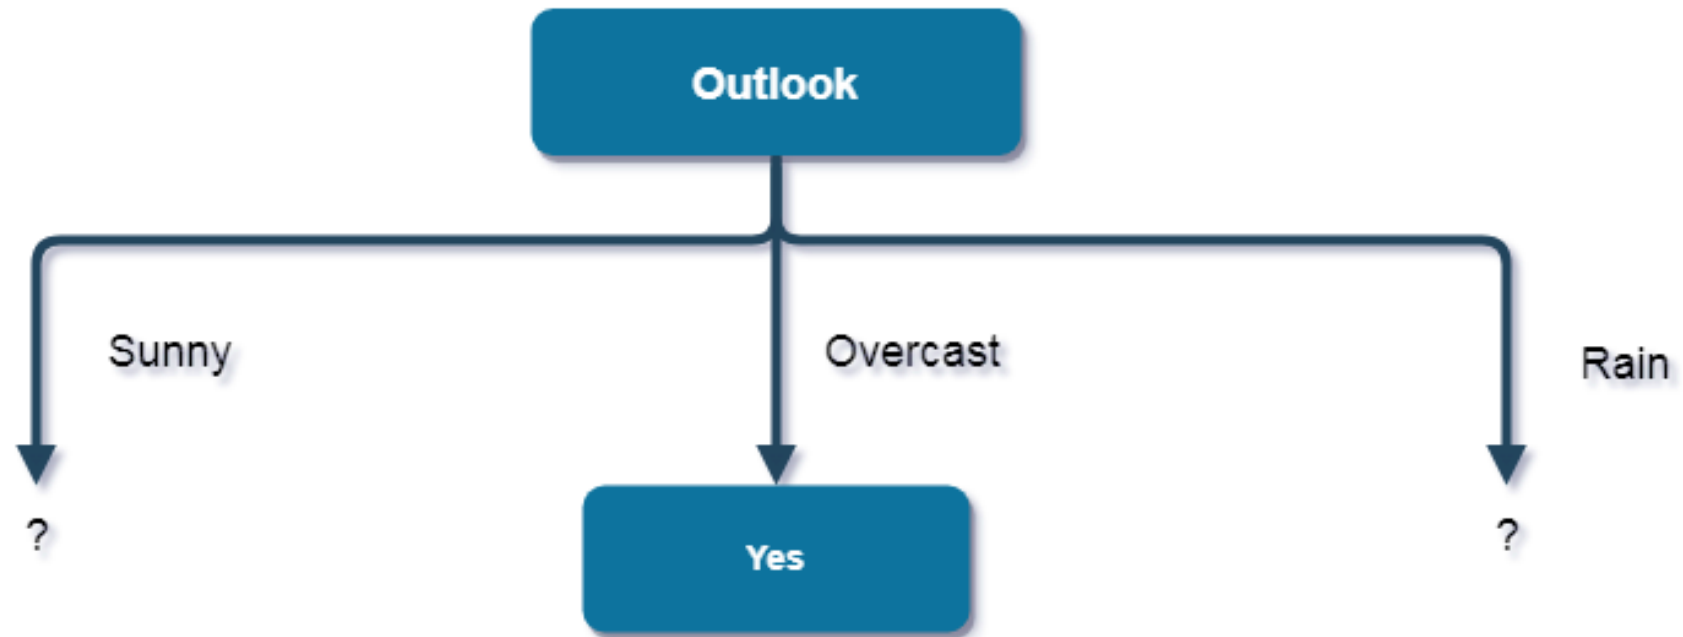 Outlook
Sunny
Overcast
Rain
?
Yes
?